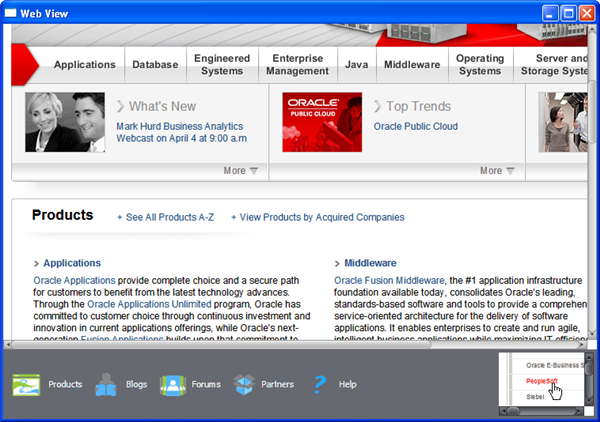 Web View
Applications
Database
Engineered
Systems
Enterprise
Management
Java
Middleware
Operating
Systems
Server and
Storage Syste
What's New
Mark Hurd Business Analytics
Webcast on April 4 at 9:00 a.m
More
ORACLE
PUBLIC CLOUD
Top Trends
Oracle Public Cloud
More
Products
+ See All Products A-Z
+ View Products by Acquired Companies
Applications
Oracle Applications provide complete choice and a secure path
for customers to benefit from the latest technology advances.
Through the Oracle Applications Unlimited program, Oracle has
committed to customer choice through continuous investment and
innovation in current applications offerings, while Oracle's next-
generation Fusion Applications builds upon that commitment to
Middleware
Oracle Fusion Middleware, the #1 application infrastructure
foundation available today, consolidates Oracle's leading,
standards-based software and tools to provide a comprehen
service-oriented architecture for the delivery of software
applications. It enables enterprises to create and run agile,
intelligent business applications while maximizing IT efficien
Products
Blogs
Forums
Partners
Help
Oracle E-Business S
PeopleSoft
Siebel